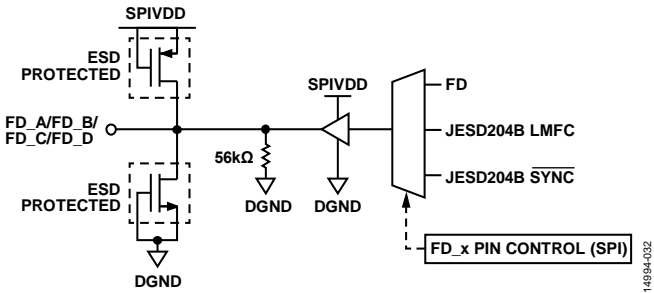 SPIVDD
ESD
PROTECTED
SPIVDD
FD
FD_A/FD_B/
FD_C/FD_D
JESD204B LMFC
56kΩ
ESD
PROTECTED
DGND
DGND
JESD204B S̅Y̅N̅C̅
FD_x PIN CONTROL (SPI)
DGND
14994-032